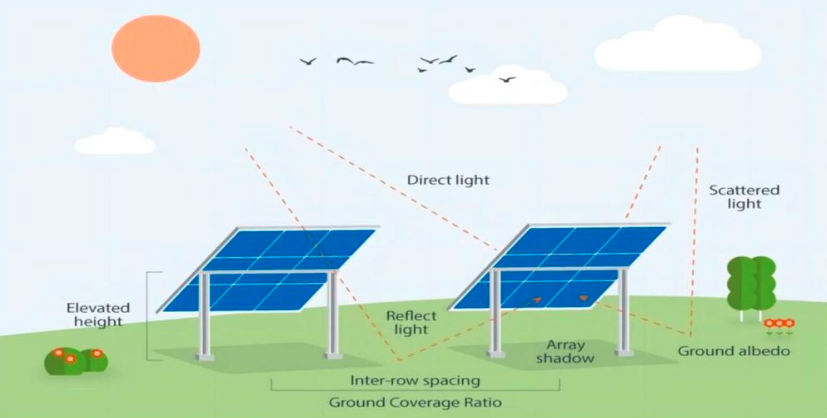 Direct light
Scattered
light
Elevated
height
Reflect
light
Array
shadow
Ground albedo
Inter-row spacing
Ground Coverage Ratio